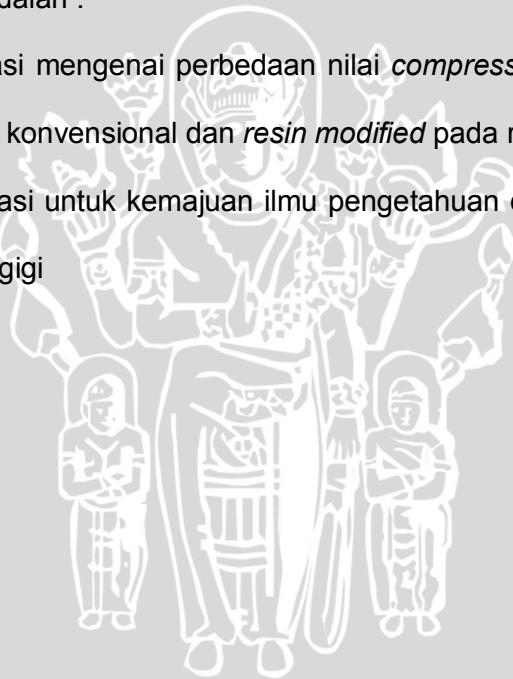 dalah :
asi mengenai perbedaan nilai compress
konvensional dan resin modified pada r
asi untuk kemajuan ilmu pengetahuan
gigi